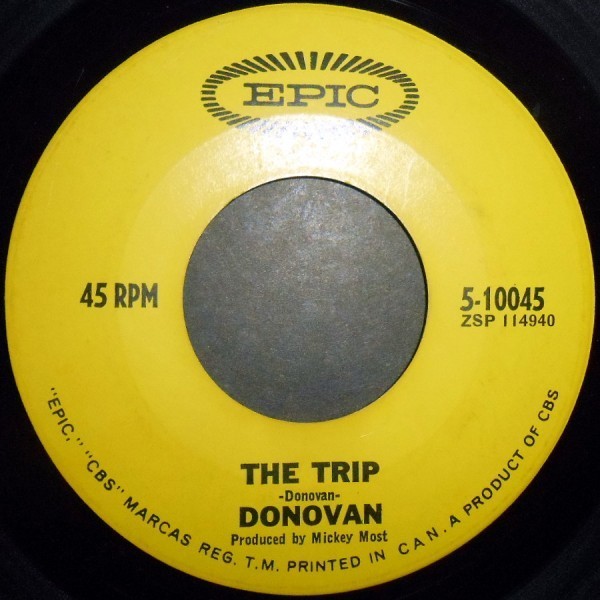 EPIC
45 RPM
5-10045
ZSP 114940
THE TRIP
-Donovan-
DONOVAN
Produced by Mickey Most
"EPIC," "CBS" MARCAS REG. T.M. PRINTED IN CAN. A PRODUCT OF CBS